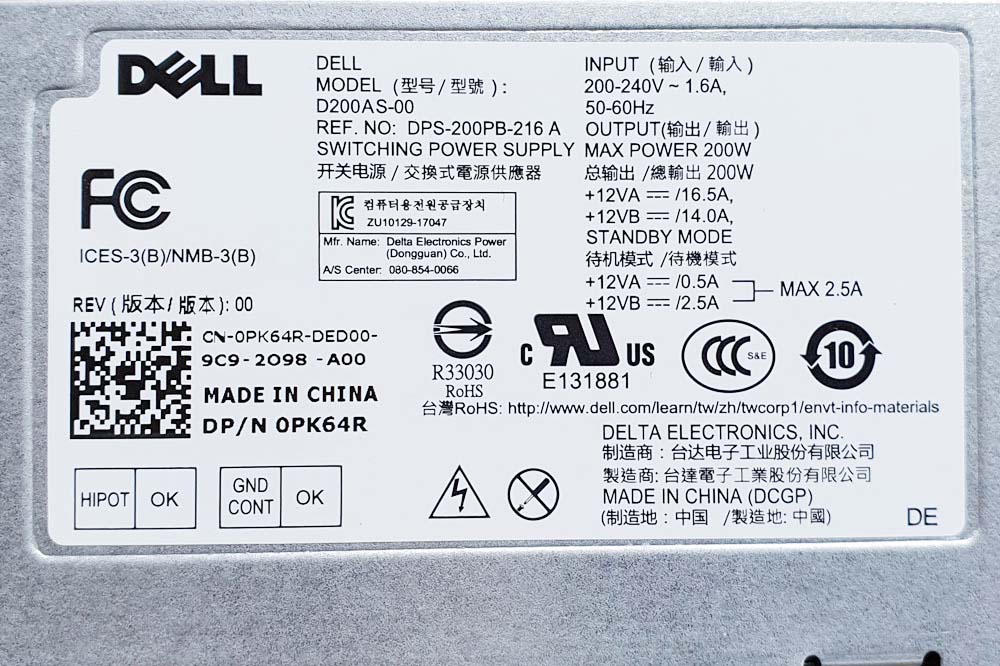 DELL
DELL
MODEL (型号/型號):
D200AS-00
REF. NO: DPS-200PB-216 A
SWITCHING POWER SUPPLY
开关电源 / 交換式電源供應器
INPUT (输入/輸入)
200-240V ~ 1.6A,
50-60Hz
OUTPUT(输出/輸出)
MAX POWER 200W
总输出 /總輸出 200W
+12VA ⎓ /16.5A,
+12VB ⎓ /14.0A,
STANDBY MODE
待机模式 /待機模式
+12VA ⎓ /0.5A
+12VB ⎓ /2.5A
MAX 2.5A
FC
ICES-3(B)/NMB-3(B)
컴퓨터용전원공급장치
ZU10129-17047
Mfr. Name: Delta Electronics Power
(Dongguan) Co., Ltd.
A/S Center: 080-854-0066
REV (版本/版本): 00
CN-0PK64R-DED00-
9C9-2098-A00
MADE IN CHINA
DP/N 0PK64R
R33030
RoHS
C RU US
E131881
CCC S&E
10
台灣RoHS: http://www.dell.com/learn/tw/zh/twcorp1/envt-info-materials
DELTA ELECTRONICS, INC.
制造商：台达电子工业股份有限公司
製造商: 台達電子工業股份有限公司
MADE IN CHINA (DCGP)
(制造地：中国 /製造地: 中國)
HIPOT OK
GND CONT OK
DE